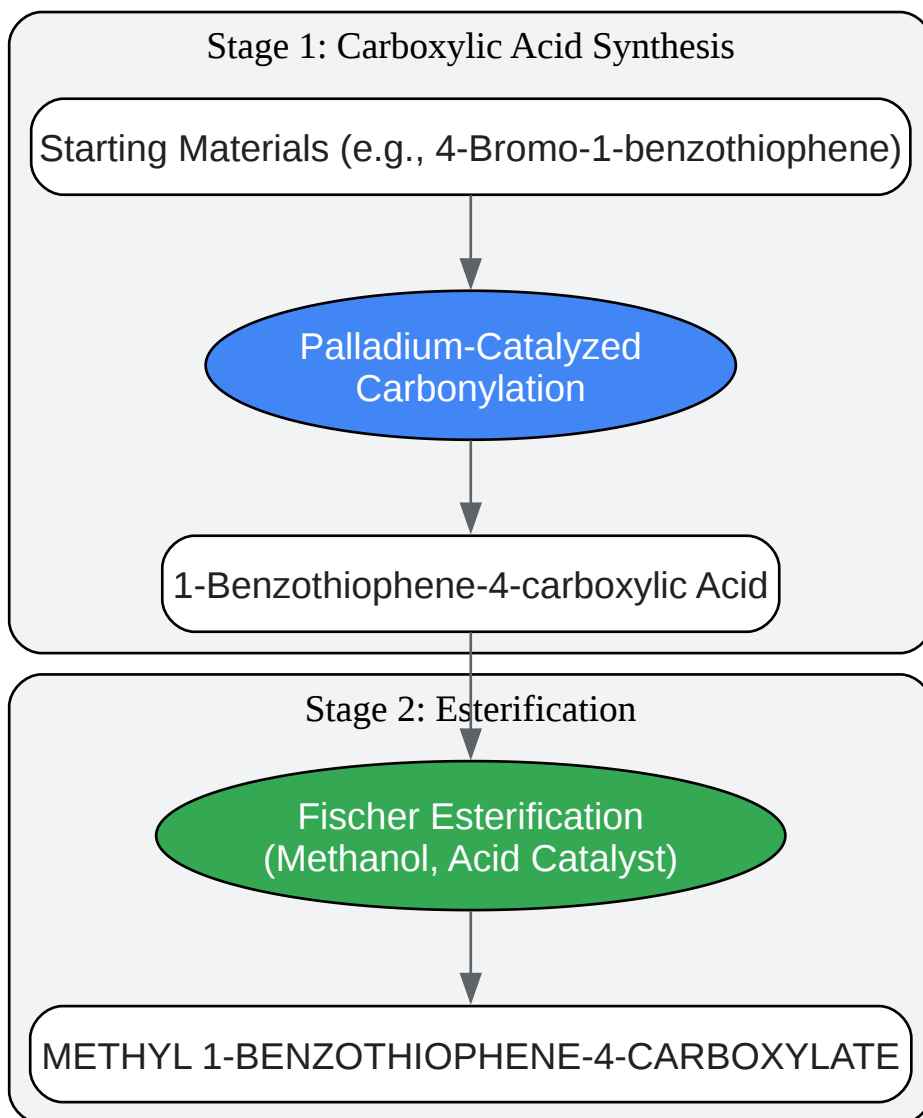 Stage 1: Carboxylic Acid Synthesis
Starting Materials (e.g., 4-Bromo-1-benzothiophene)
Palladium-Catalyzed
Carbonylation
1-Benzothiophene-4-carboxylic Acid
Stage 2: Esterification
Fischer Esterification
(Methanol, Acid Catalyst)
METHYL 1-BENZOTHIOPHENE-4-CARBOXYLATE